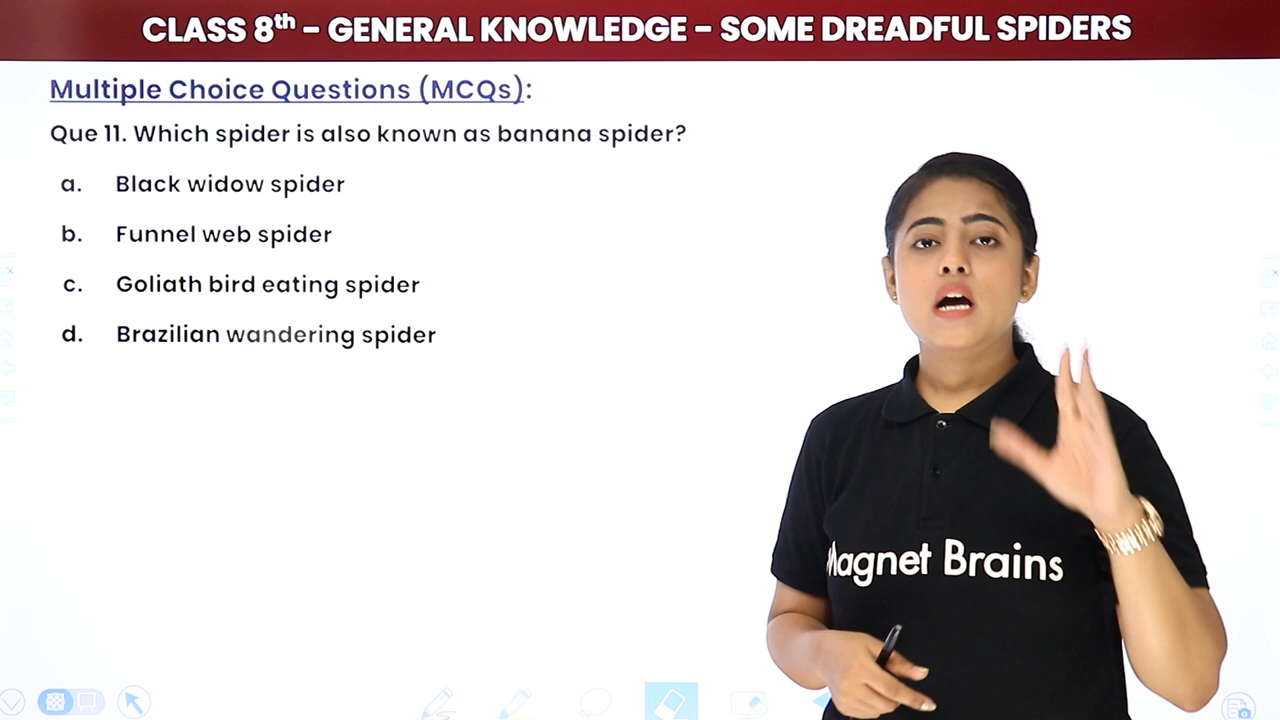 CLASS 8th – GENERAL KNOWLEDGE – SOME DREADFUL SPIDERS
Multiple Choice Questions (MCQs):
Que 11. Which spider is also known as banana spider?
a. Black widow spider
b. Funnel web spider
c. Goliath bird eating spider
d. Brazilian wandering spider
Magnet Brains